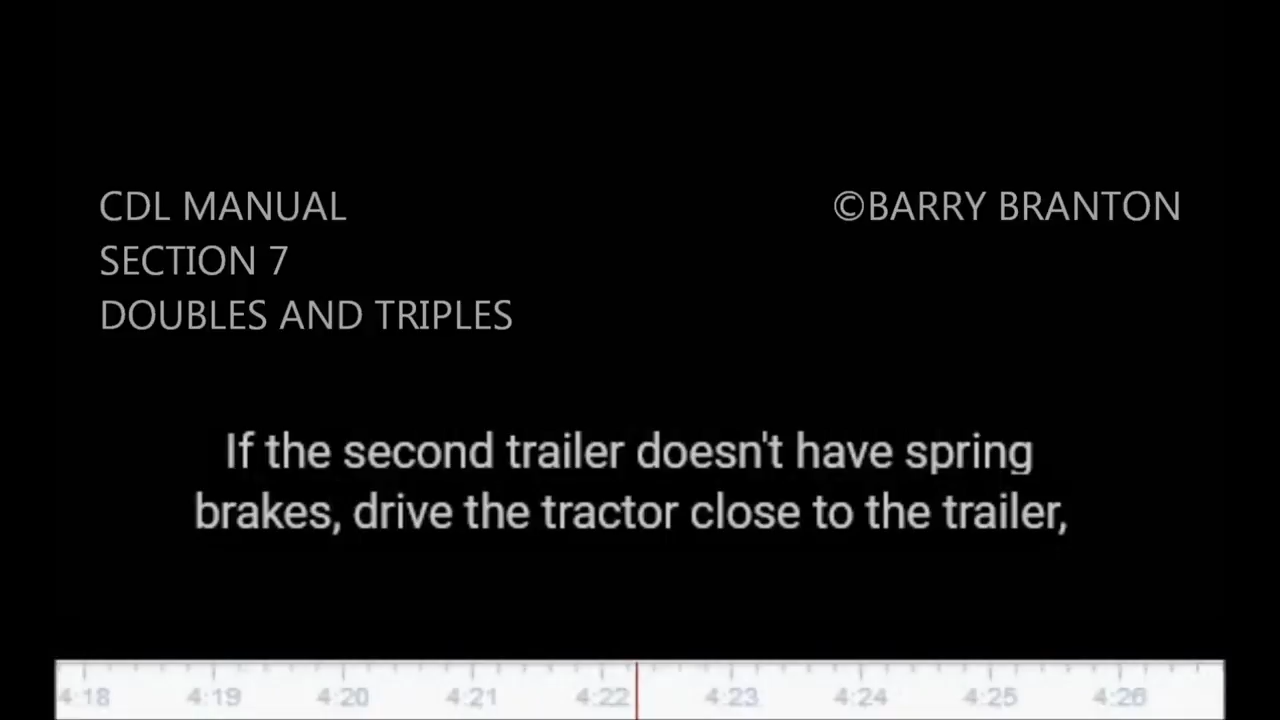 CDL MANUAL
©BARRY BRANTON
SECTION 7
DOUBLES AND TRIPLES
If the second trailer doesn't have spring
brakes, drive the tractor close to the trailer,
4:18 4:19 4:20 4:21 4:22 4:23 4:24 4:25 4:26